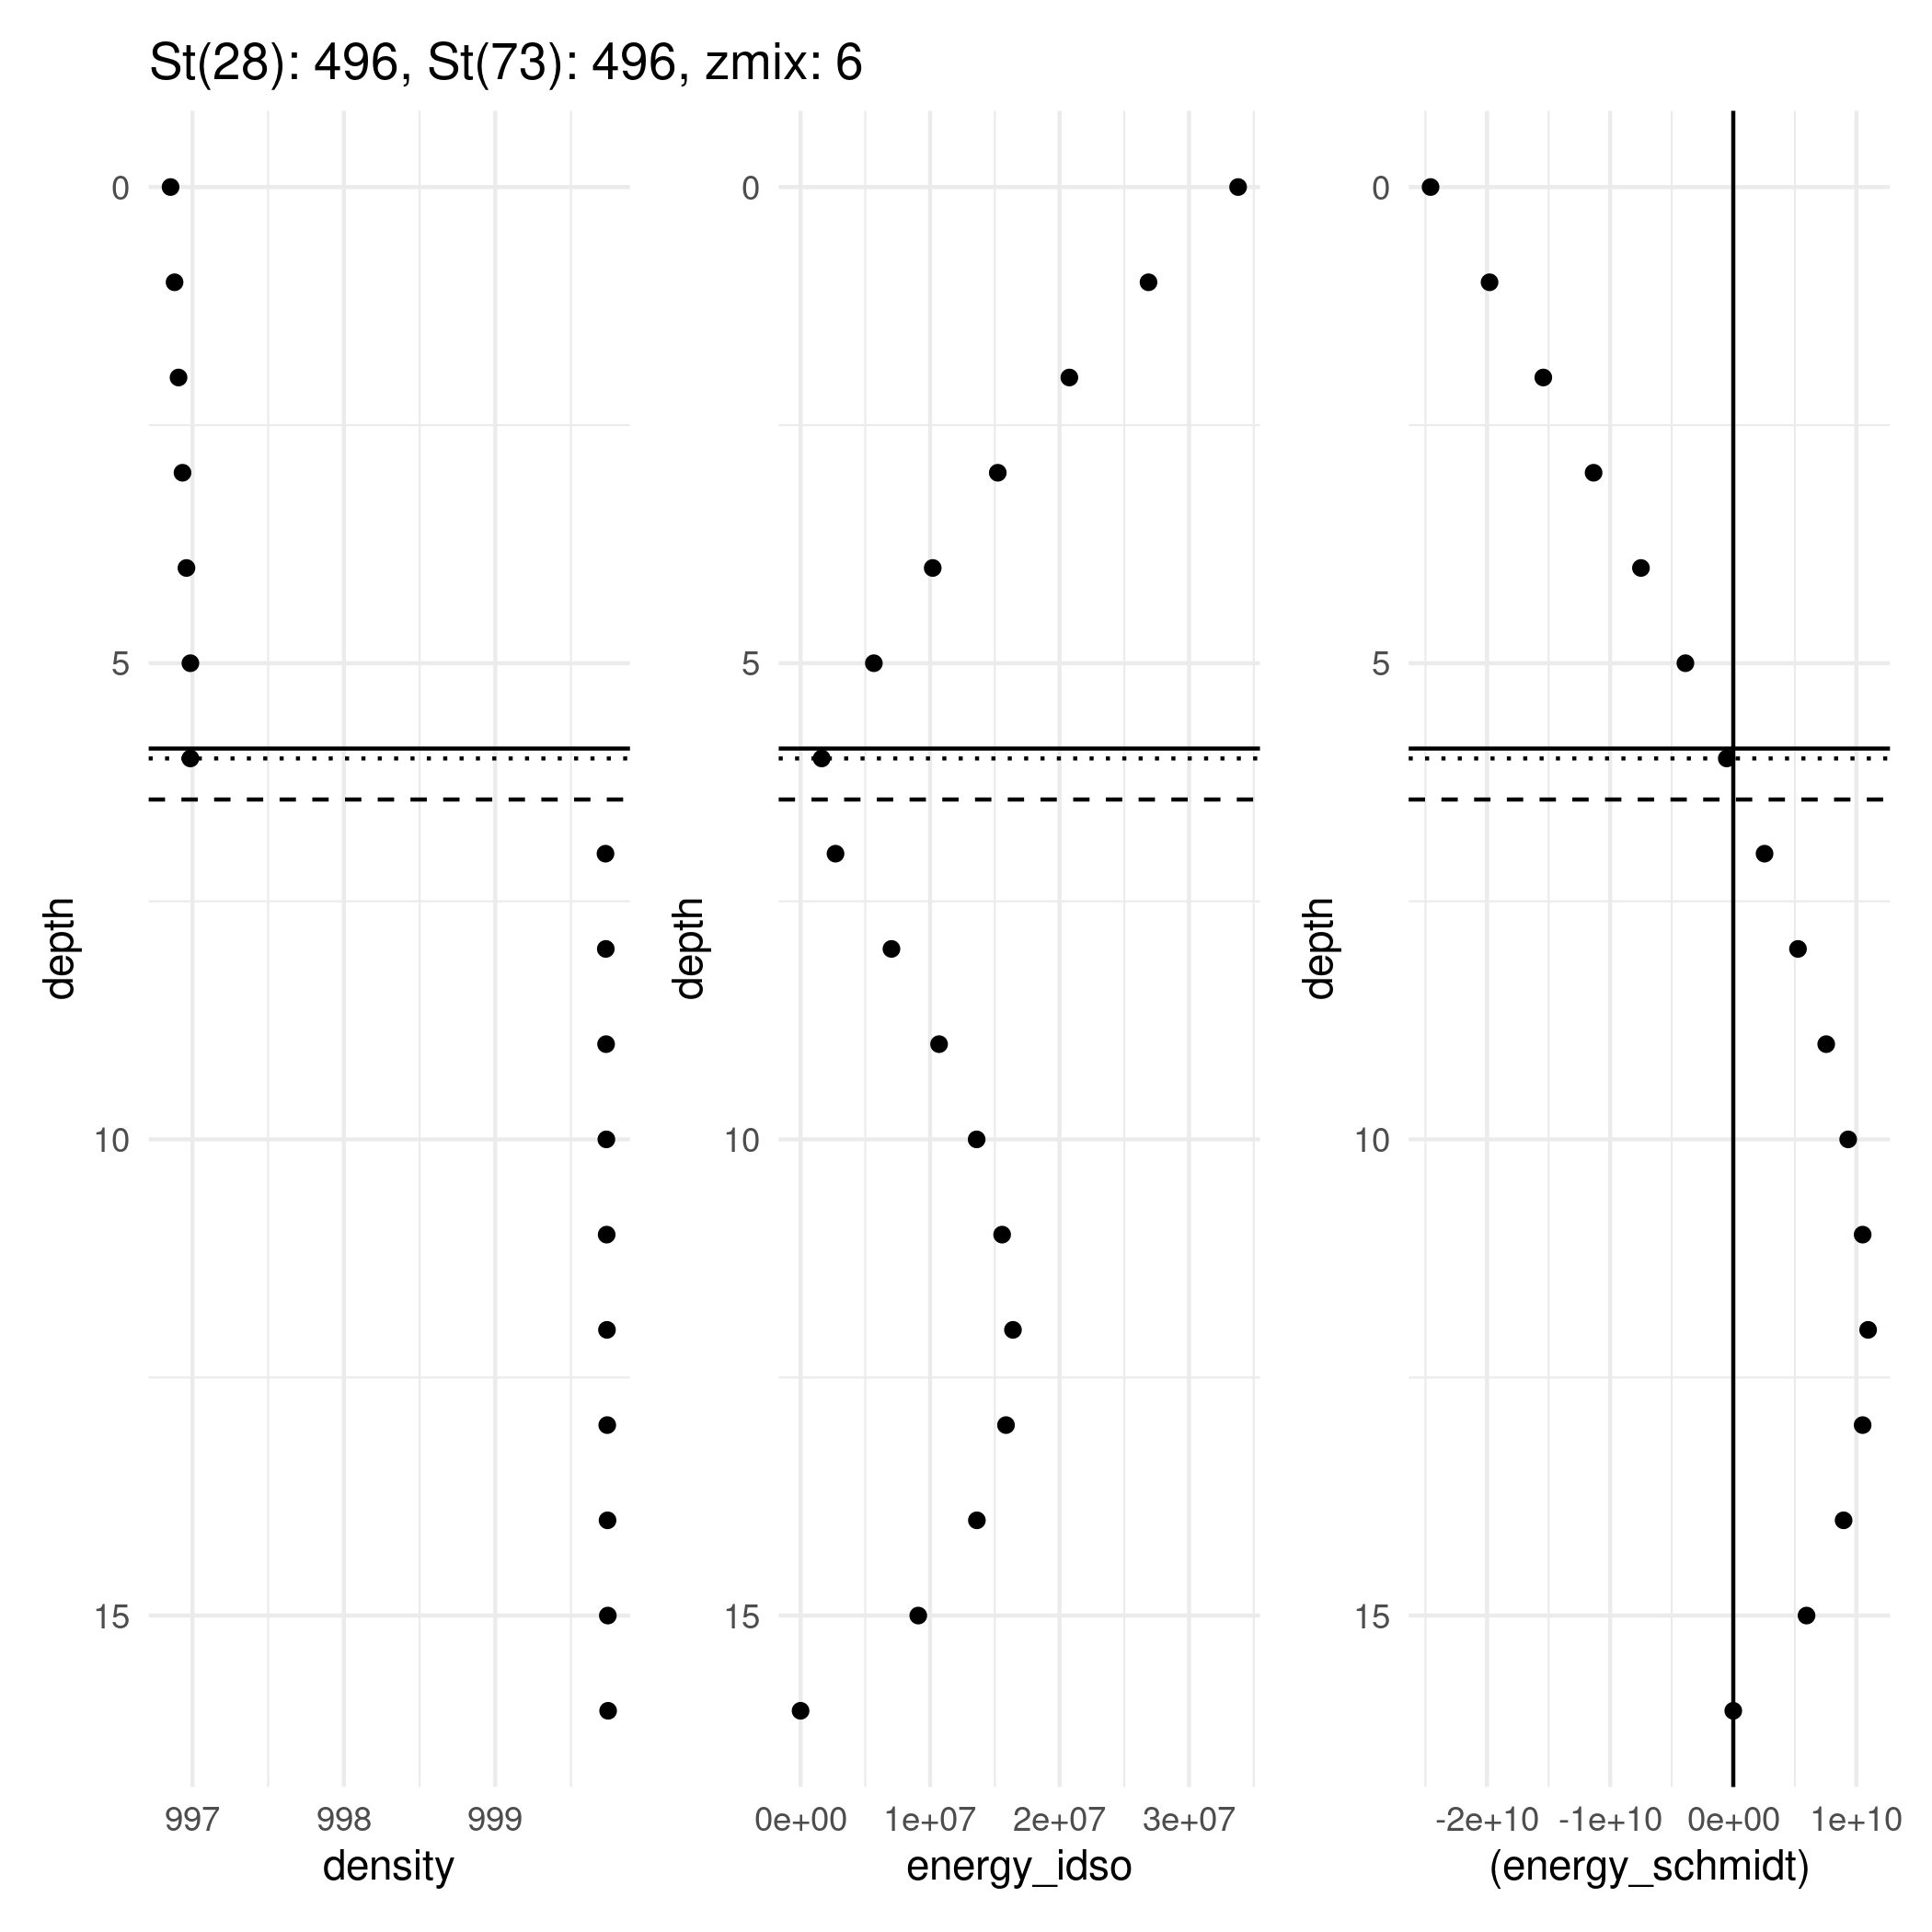 St(28): 496, St(73): 496, zmix: 6
0
5
10
15
depth
997 998 999
density
0
5
10
15
depth
0e+00 1e+07 2e+07 3e+07
energy_idso
0
5
10
15
depth
-2e+10 -1e+10 0e+00 1e+10
(energy_schmidt)